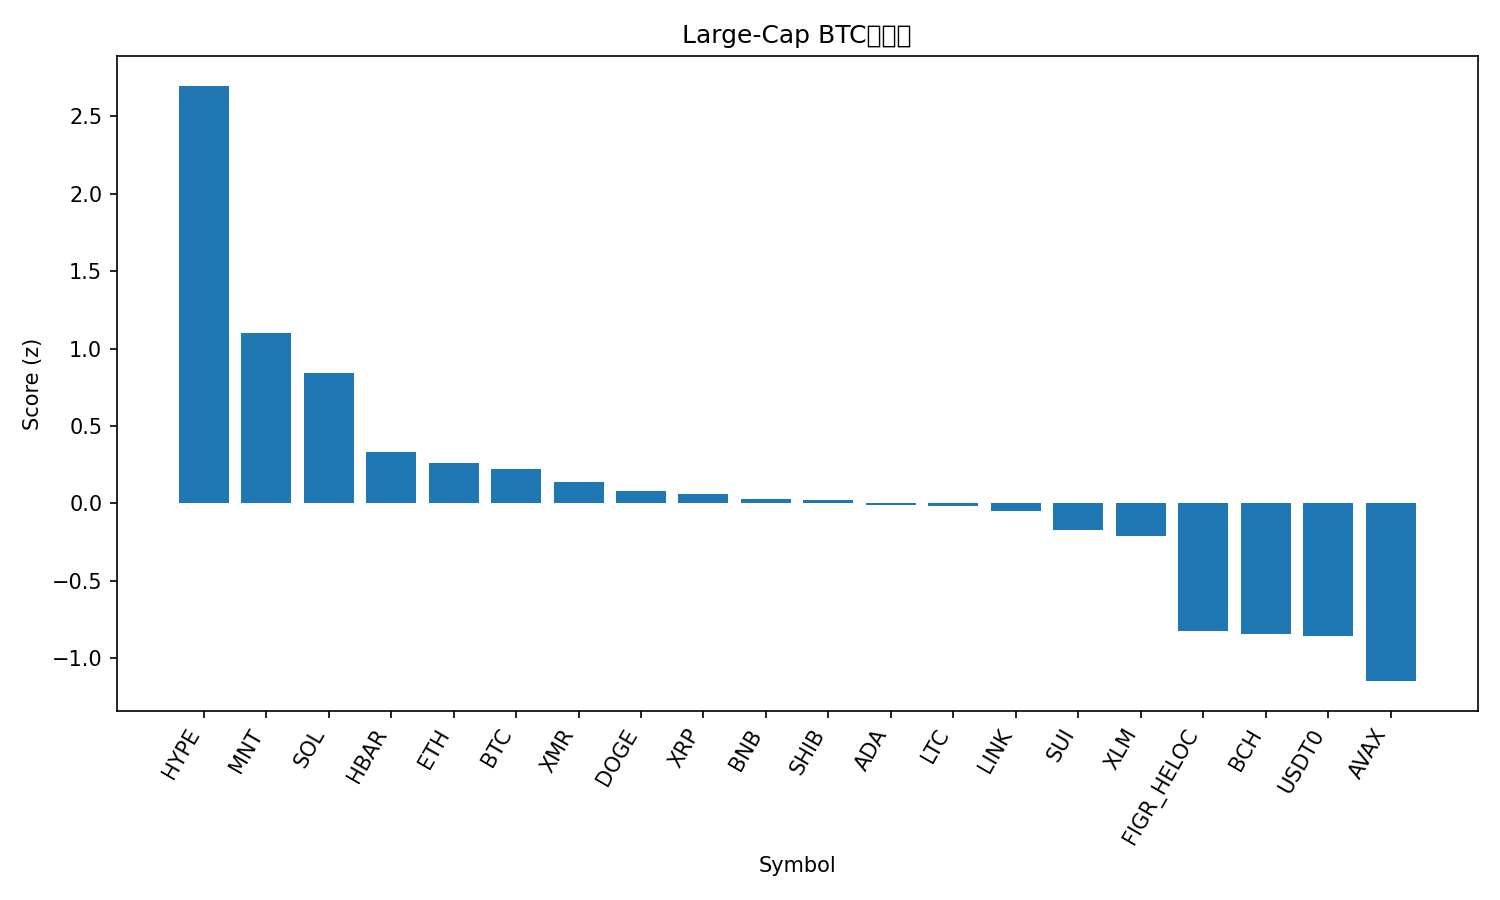 Large-Cap BTC
Score (z)
2.5
2.0
1.5
1.0
0.5
0.0
−0.5
−1.0
HYPE
MNT
SOL
HBAR
ETH
BTC
XMR
DOGE
XRP
BNB
SHIB
ADA
LTC
LINK
SUI
XLM
FIGR_HELOC
BCH
USDT0
AVAX
Symbol